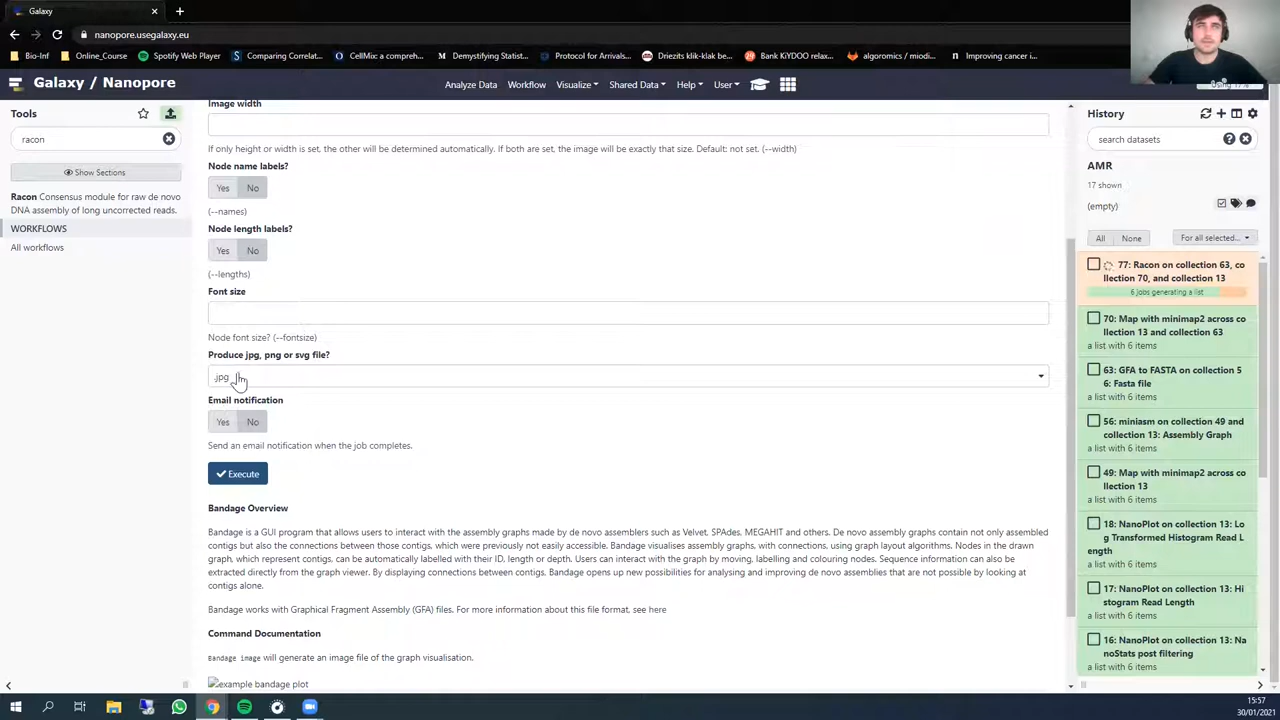 Galaxy
nanopore.usegalaxy.eu
Bio-Inf
Online_Course
Spotify Web Player
Comparing Correlat...
CellMix: a compreh...
Demystifying Statist...
Protocol for Arrivals...
Driezits klik-klak be...
Bank KiYDOO relax...
algoromics / miodi...
Improving cancer i...
Galaxy / Nanopore
Analyze Data
Workflow
Visualize
Shared Data
Help
User
Using 17%
Tools
racon
Show Sections
Racon Consensus module for raw de novo
DNA assembly of long uncorrected reads.
WORKFLOWS
All workflows
Image width
If only height or width is set, the other will be determined automatically. If both are set, the image will be exactly that size. Default: not set. (--width)
Node name labels?
Yes No
(--names)
Node length labels?
Yes No
(--lengths)
Font size
Node font size? (--fontsize)
Produce jpg, png or svg file?
.jpg
Email notification
Yes No
Send an email notification when the job completes.
Execute
Bandage Overview
Bandage is a GUI program that allows users to interact with the assembly graphs made by de novo assemblers such as Velvet, SPAdes, MEGAHIT and others. De novo assembly graphs contain not only assembled
contigs but also the connections between those contigs, which were previously not easily accessible. Bandage visualises assembly graphs, with connections, using graph layout algorithms. Nodes in the drawn
graph, which represent contigs, can be automatically labelled with their ID, length or depth. Users can interact with the graph by moving, labelling and colouring nodes. Sequence information can also be
extracted directly from the graph viewer. By displaying connections between contigs, Bandage opens up new possibilities for analysing and improving de novo assemblies that are not possible by looking at
contigs alone.
Bandage works with Graphical Fragment Assembly (GFA) files. For more information about this file format, see here
Command Documentation
Bandage image will generate an image file of the graph visualisation.
example bandage plot
History
search datasets
AMR
17 shown
(empty)
All None
For all selected...
77: Racon on collection 63, co
llection 70, and collection 13
6 jobs generating a list
70: Map with minimap2 across co
llection 13 and collection 63
a list with 6 items
63: GFA to FASTA on collection 5
6: Fasta file
a list with 6 items
56: miniasm on collection 49 and
collection 13: Assembly Graph
a list with 6 items
49: Map with minimap2 across co
llection 13
a list with 6 items
18: NanoPlot on collection 13: Lo
g Transformed Histogram Read L
ength
a list with 6 items
17: NanoPlot on collection 13: Hi
stogram Read Length
a list with 6 items
16: NanoPlot on collection 13: Na
noStats post filtering
a list with 6 items
15:57
30/01/2021